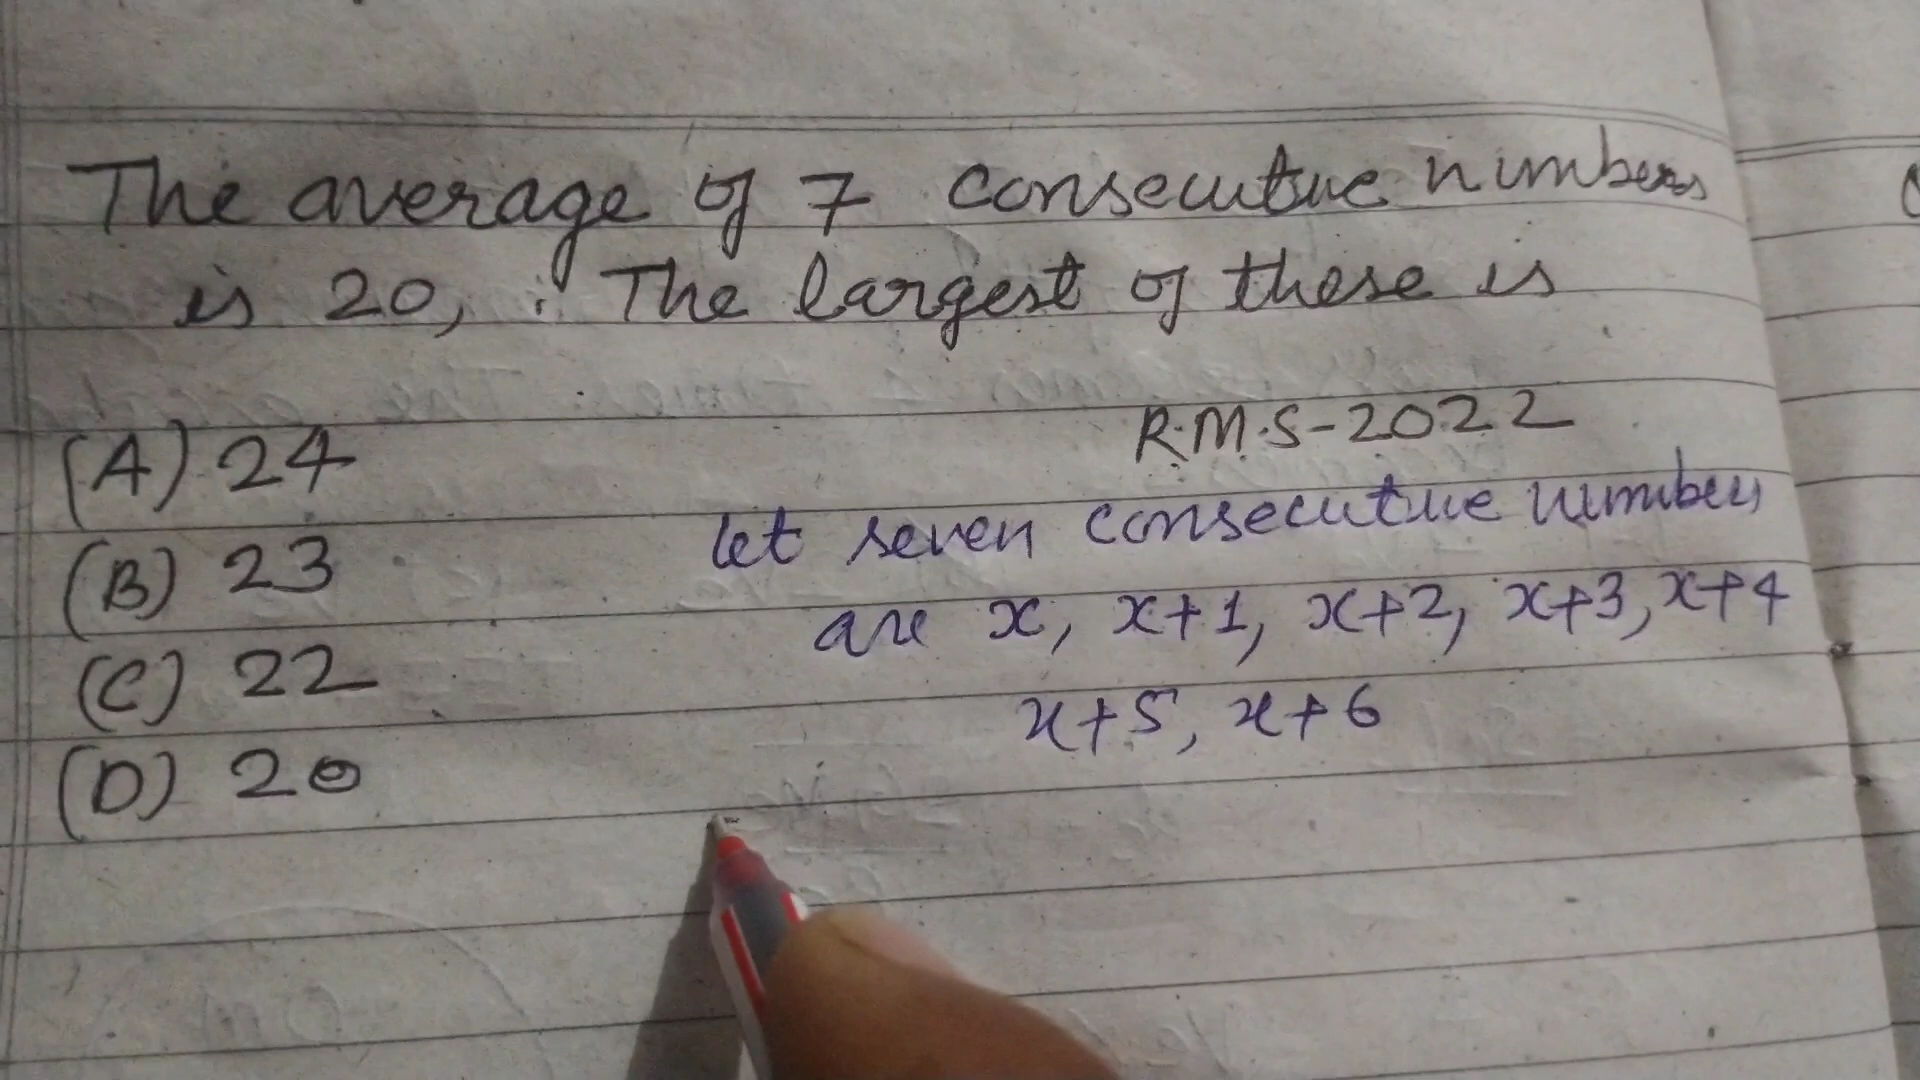 The average of 7 consecutive numbers
is 20, The largest of these is
R.M.S-2022
(A) 24
(B) 23
(C) 22
(D) 20
let seven consecutive number
are x, x+1, x+2, x+3, x+4
x+5, x+6